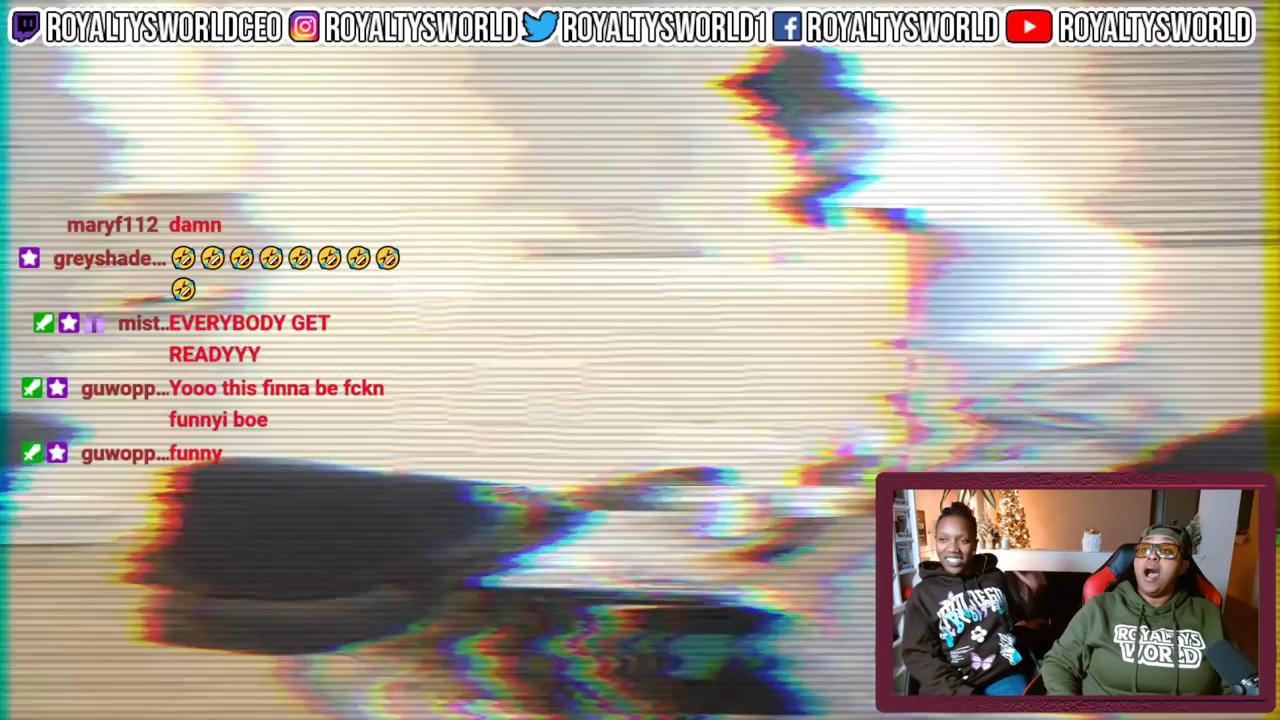 ROYALTYSWORLDCEO ROYALTYSWORLD ROYALTYSWORLD1 ROYALTYSWORLD ROYALTYSWORLD
maryf112 damn
greyshade... 🤣🤣🤣🤣🤣🤣🤣🤣
🤣
mist.. EVERYBODY GET
READYYY
guwopp... Yooo this finna be fckn
funnyi boe
guwopp... funny
ROYALTYS
WORLD